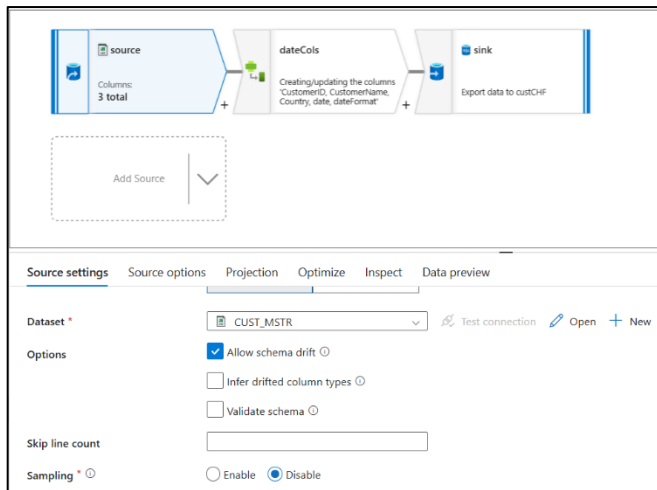 source
Columns:
3 total
+
dateCols
Creating/updating the columns
'CustomerID, CustomerName,
Country, date, dateFormat'
+
sink
Export data to custCHF
Add Source
Source settings Source options Projection Optimize Inspect Data preview
Dataset * CUST_MSTR Test connection Open + New
Options Allow schema drift
Infer drifted column types
Validate schema
Skip line count
Sampling * Enable Disable